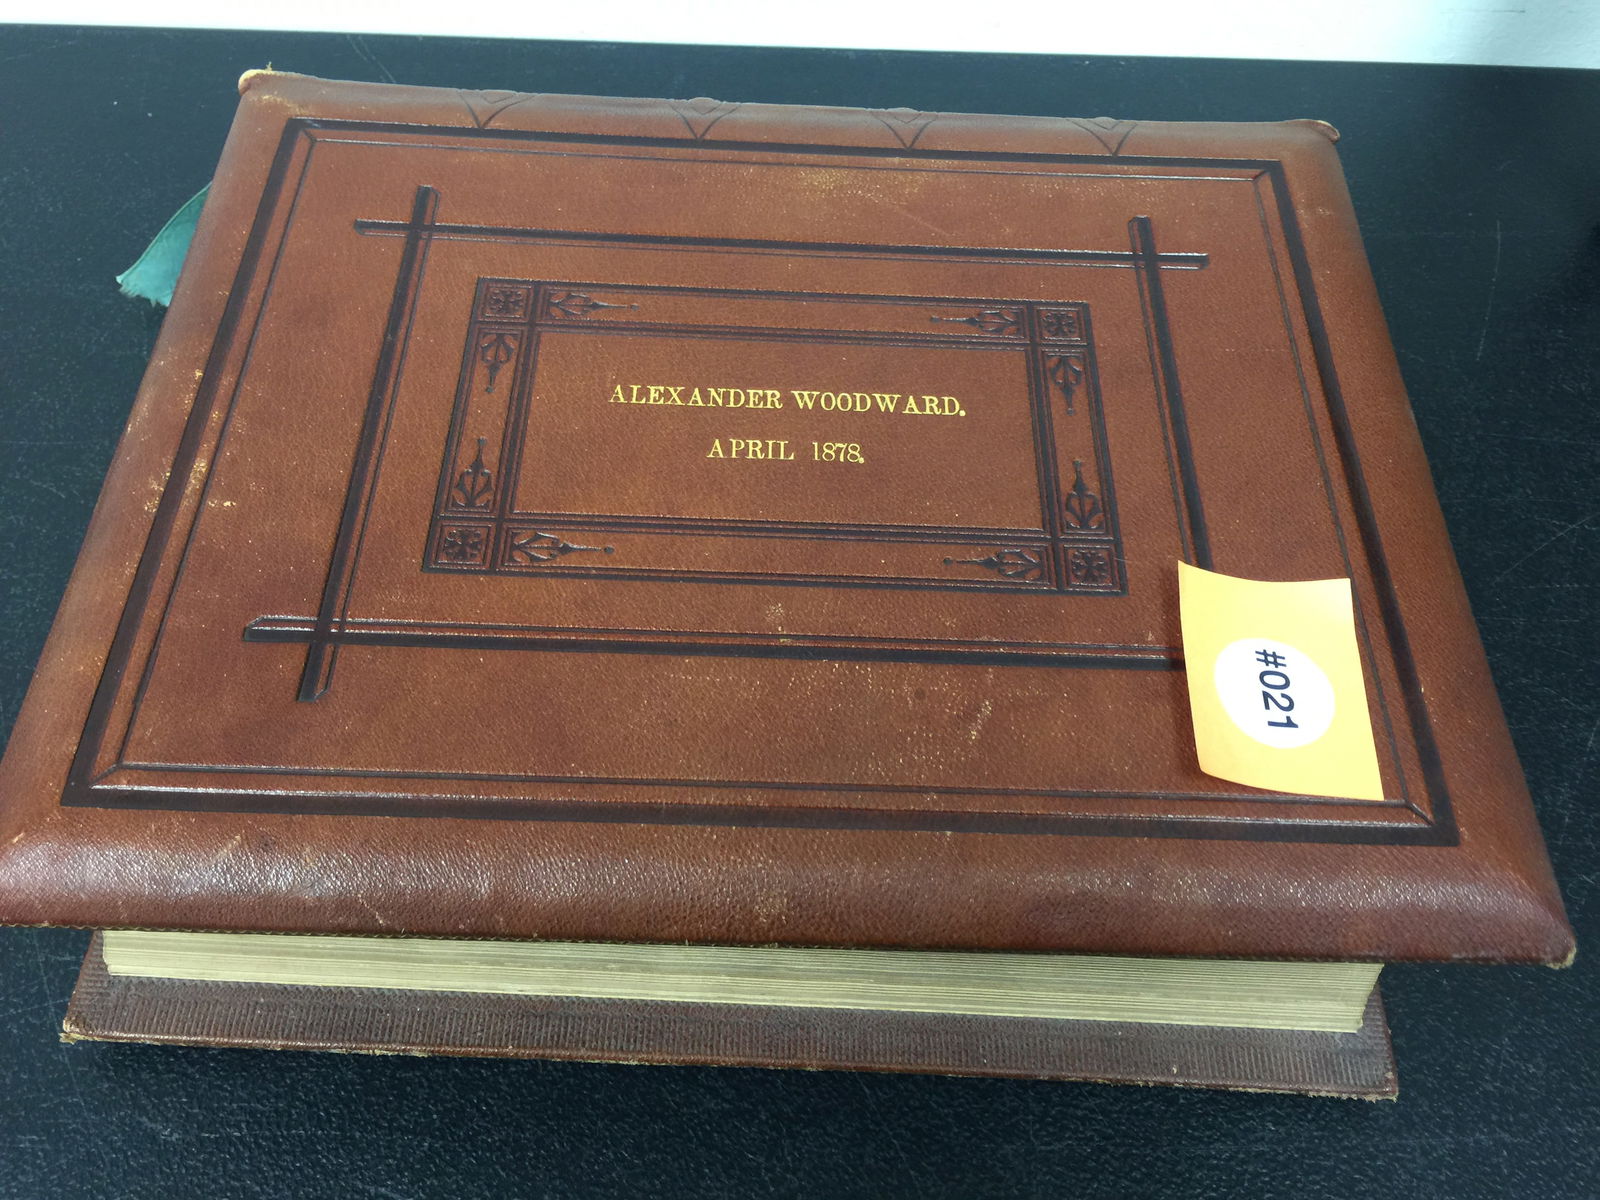 ALEXANDER WOODWARD.
APRIL 1878.
#021